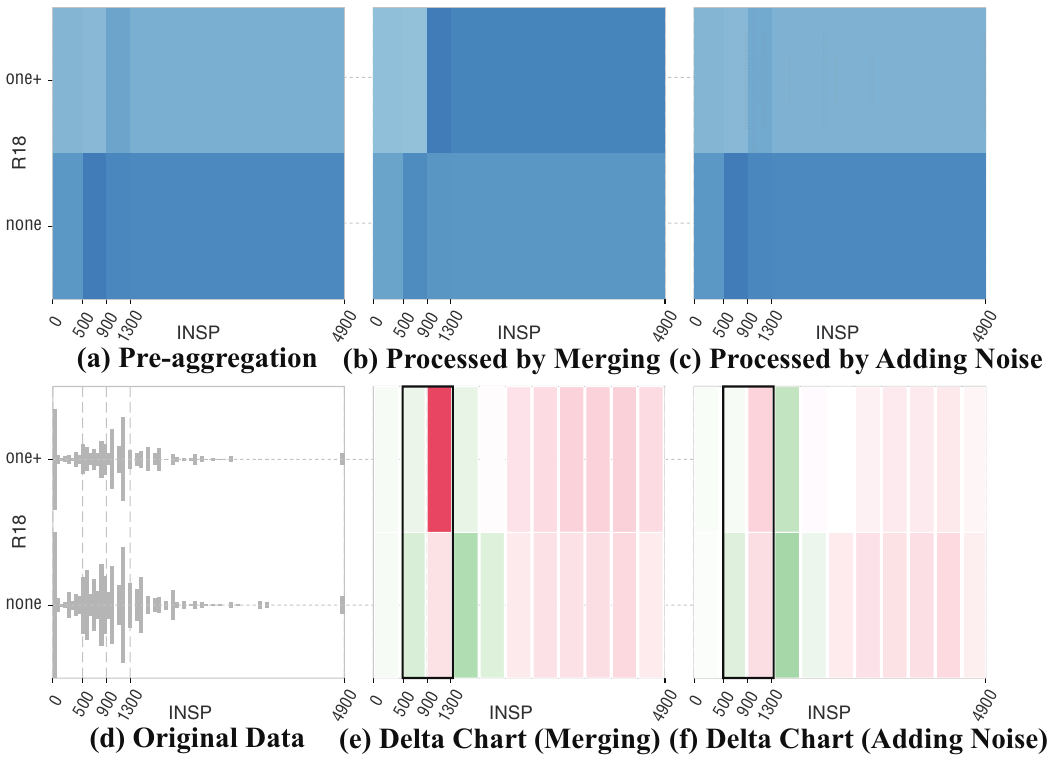 one+
R18
none
0 500 900 1300 4900
INSP
0 500 900 1300 4900
INSP
0 500 900 1300 4900
INSP
(a) Pre-aggregation
(b) Processed by Merging
(c) Processed by Adding Noise
one+
R18
none
0 500 900 1300 4900
INSP
0 500 900 1300 4900
INSP
0 500 900 1300 4900
INSP
(d) Original Data
(e) Delta Chart (Merging)
(f) Delta Chart (Adding Noise)